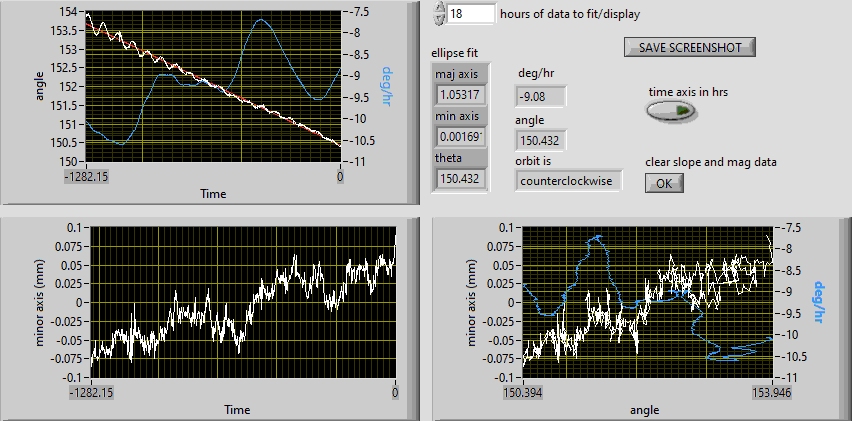 18 hours of data to fit/display
SAVE SCREENSHOT
ellipse fit
maj axis
1.05317
min axis
0.00169
theta
150.432
deg/hr
-9.08
angle
150.432
orbit is
counterclockwise
time axis in hrs
clear slope and mag data
OK
angle
154
153.5
153
152.5
152
151.5
151
150.5
150
-7.5
-8
-8.5
-9
-9.5
-10
-10.5
-11
deg/hr
-1282.15
0
Time
minor axis (mm)
0.1
0.075
0.05
0.025
0
-0.025
-0.05
-0.075
-0.1
-1282.15
0
Time
minor axis (mm)
0.1
0.075
0.05
0.025
0
-0.025
-0.05
-0.075
-0.1
-7.5
-8
-8.5
-9
-9.5
-10
-10.5
-11
deg/hr
150.394
153.946
angle